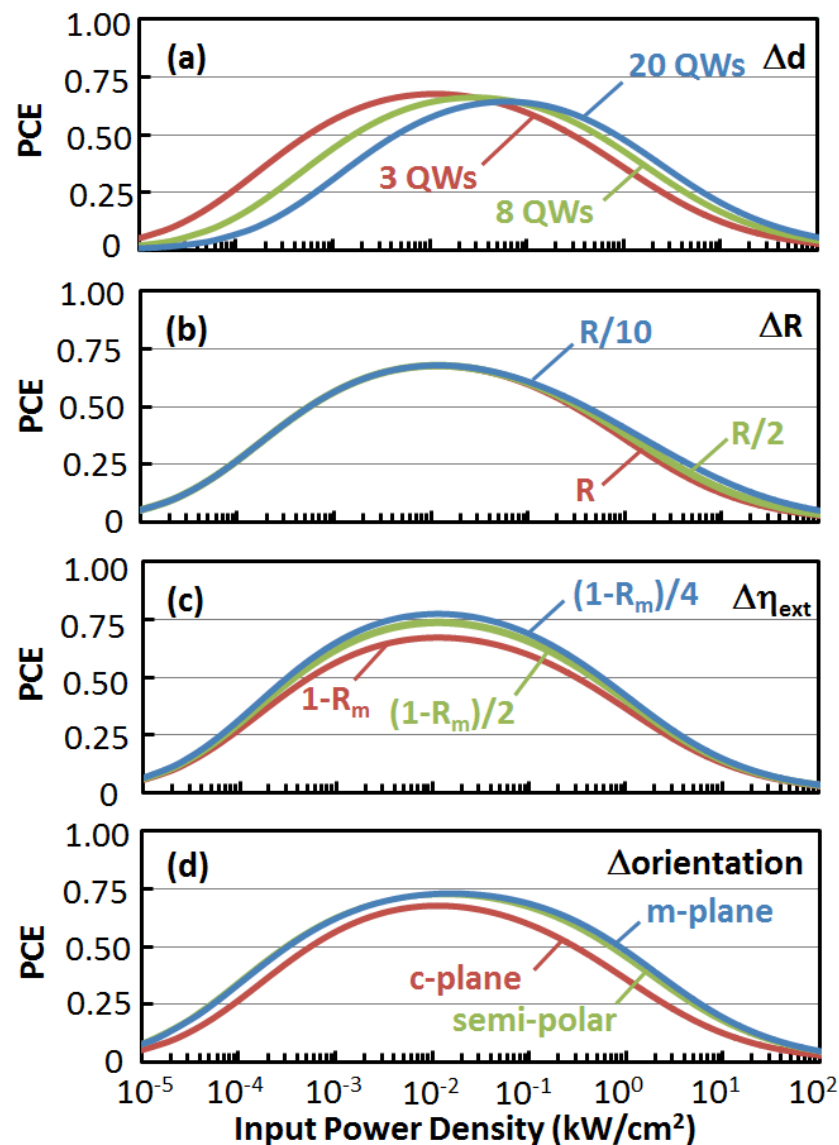 1.00
(a)
20 QWs
Δd
0.75
PCE
0.50
3 QWs
0.25
8 QWs
0
1.00
(b)
R/10
ΔR
0.75
PCE
0.50
R/2
0.25
R
0
1.00
(c)
(1-Rm)/4
Δηext
0.75
PCE
0.50
1-Rm
(1-Rm)/2
0.25
0
1.00
(d)
Δorientation
0.75
m-plane
PCE
0.50
c-plane
0.25
semi-polar
0
10-5 10-4 10-3 10-2 10-1 100 101 102
Input Power Density (kW/cm2)